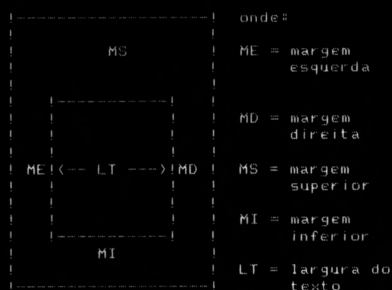 onde:
MS
ME = margem
esquerda
MD = margem
direita
ME !<-- LT --->! MD
MS = margem
superior
MI = margem
inferior
MI
LT = largura do
texto